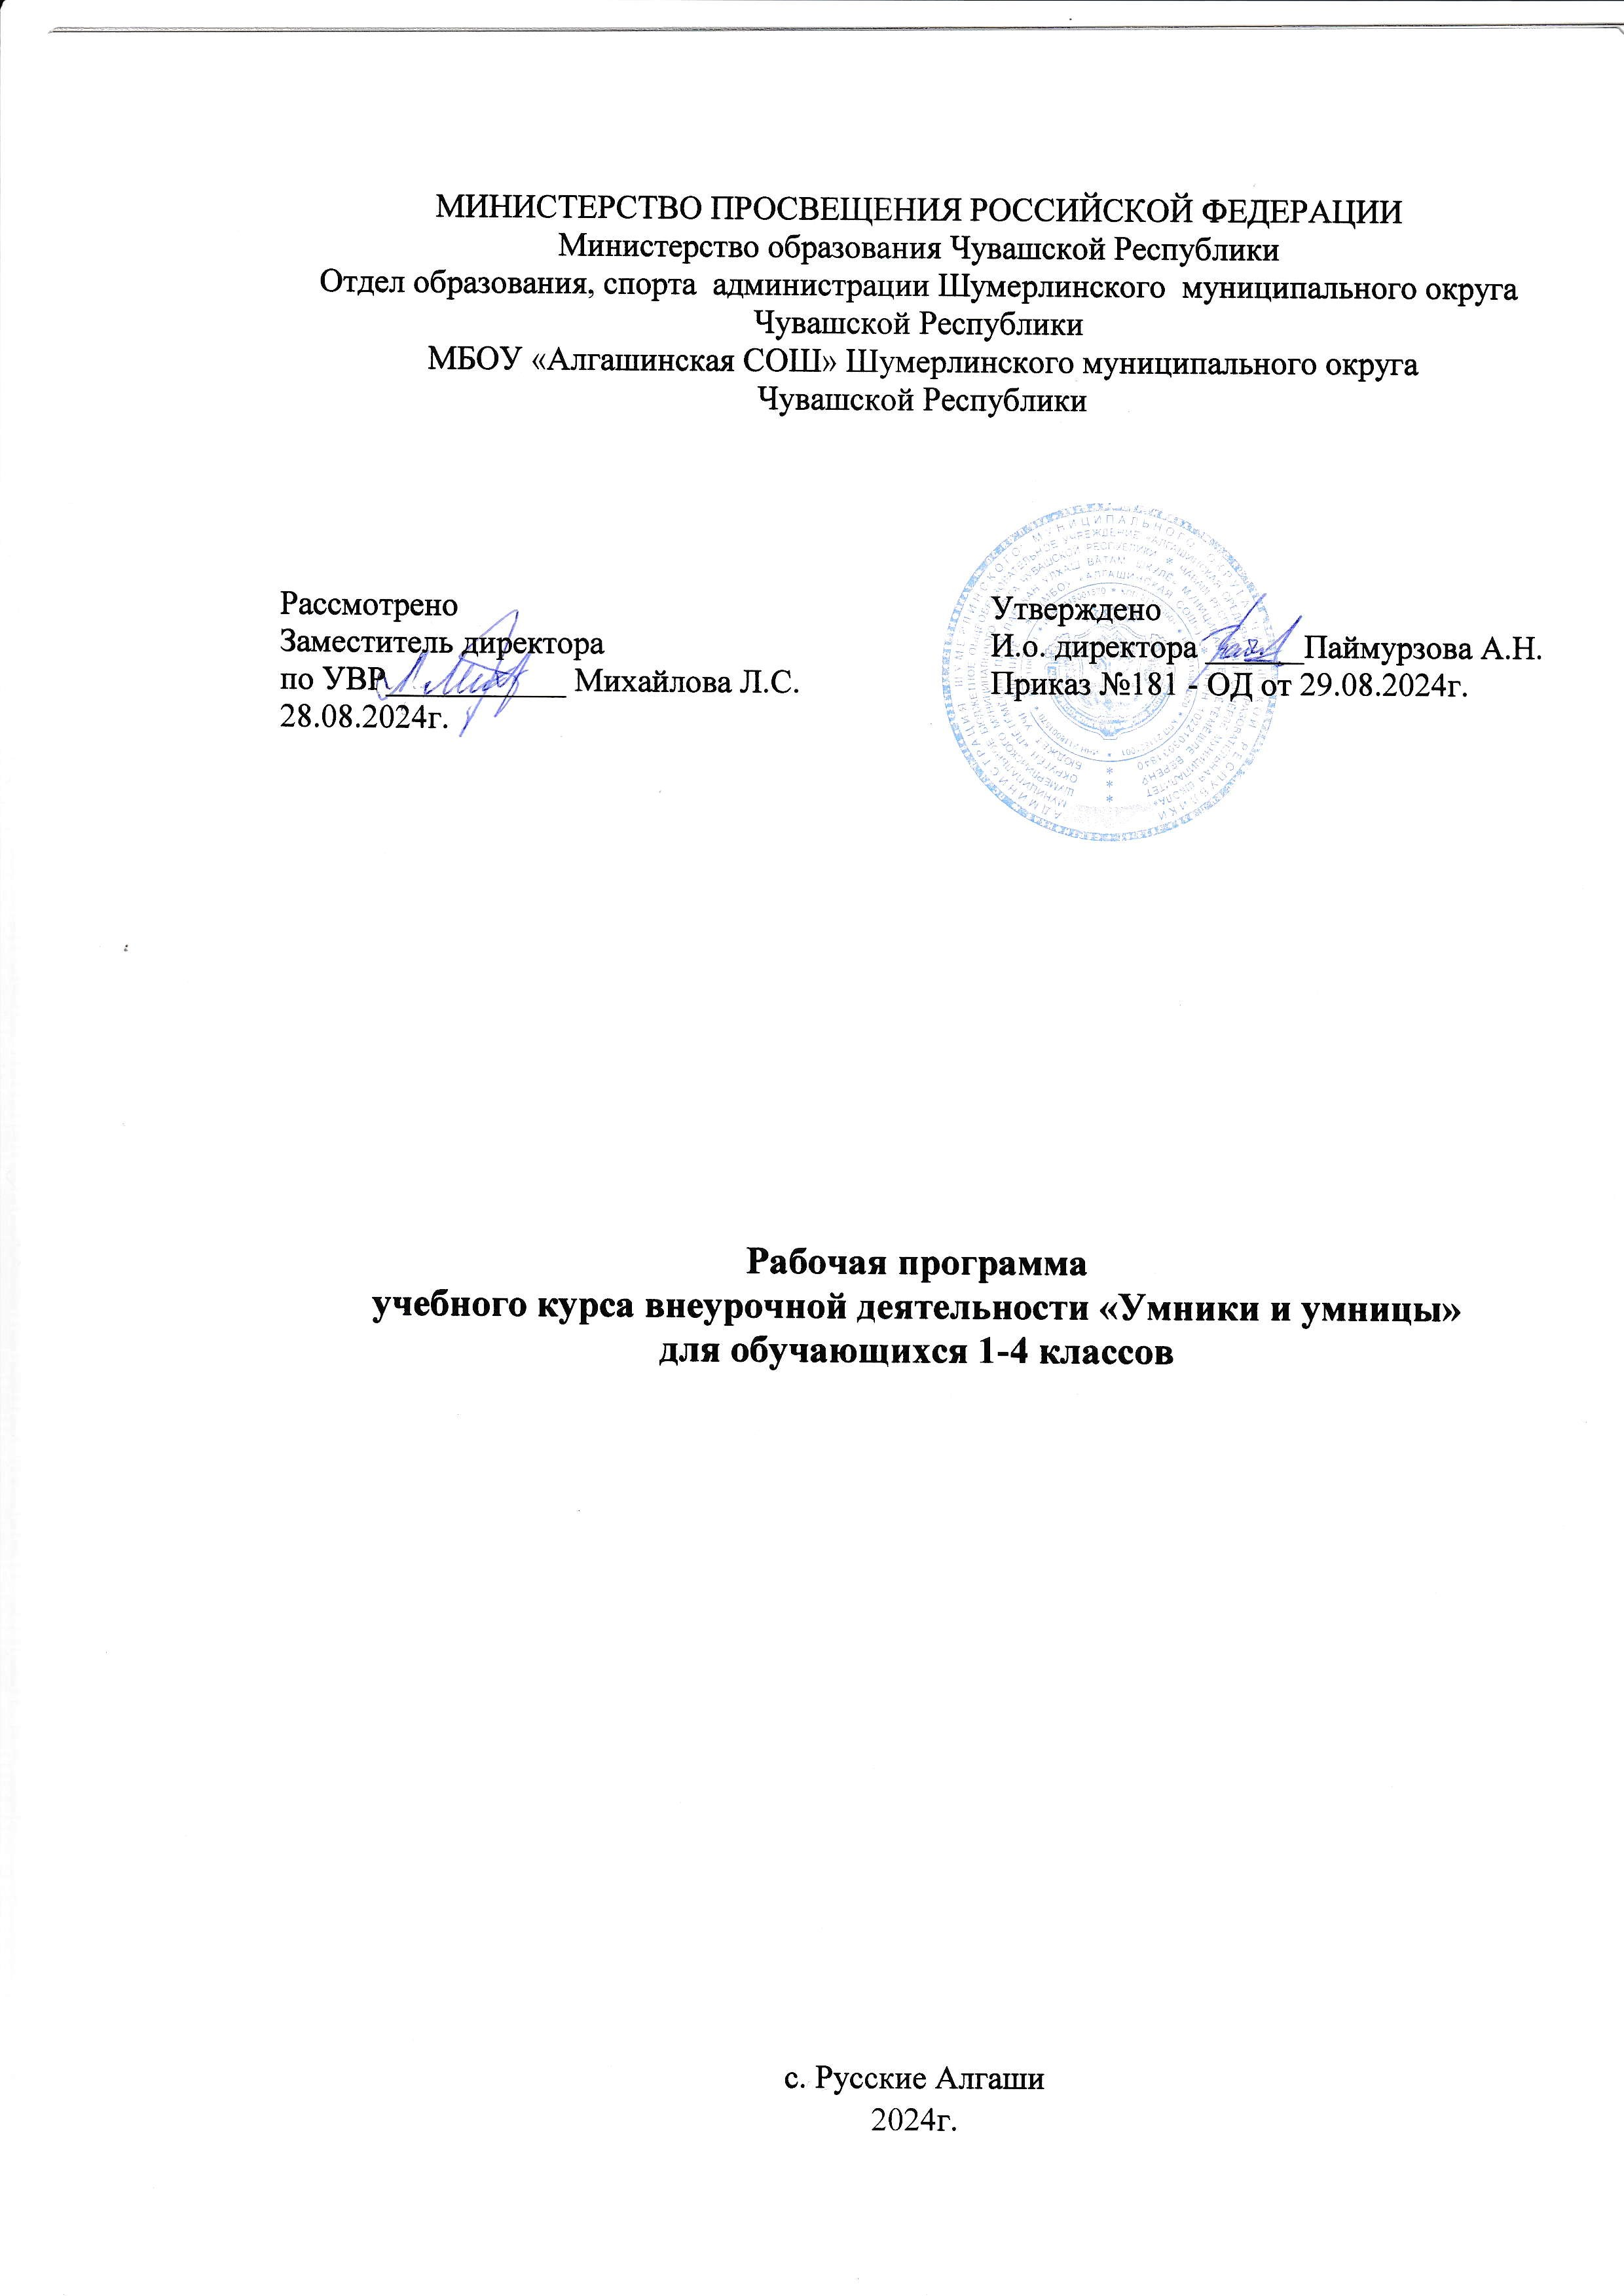 МИНИСТЕРСТВО ПРОСВЕЩЕНИЯ РОССИЙСКОЙ ФЕДЕРАЦИИ
Министерство образования Чувашской Республики
Отдел образования, спорта администрации Шумерлинского муниципального округа
Чувашской Республики
МБОУ «Алгашинская СОШ» Шумерлинского муниципального округа
Чувашской Республики
Рассмотрено
Заместитель директора
по УВР___________ Михайлова Л.С.
28.08.2024г.
Утверждено
И.о. директора ______Паймурзова А.Н.
Приказ №181 - ОД от 29.08.2024г.
Рабочая программа
учебного курса внеурочной деятельности «Умники и умницы»
для обучающихся 1-4 классов
с. Русские Алгаши
2024г.